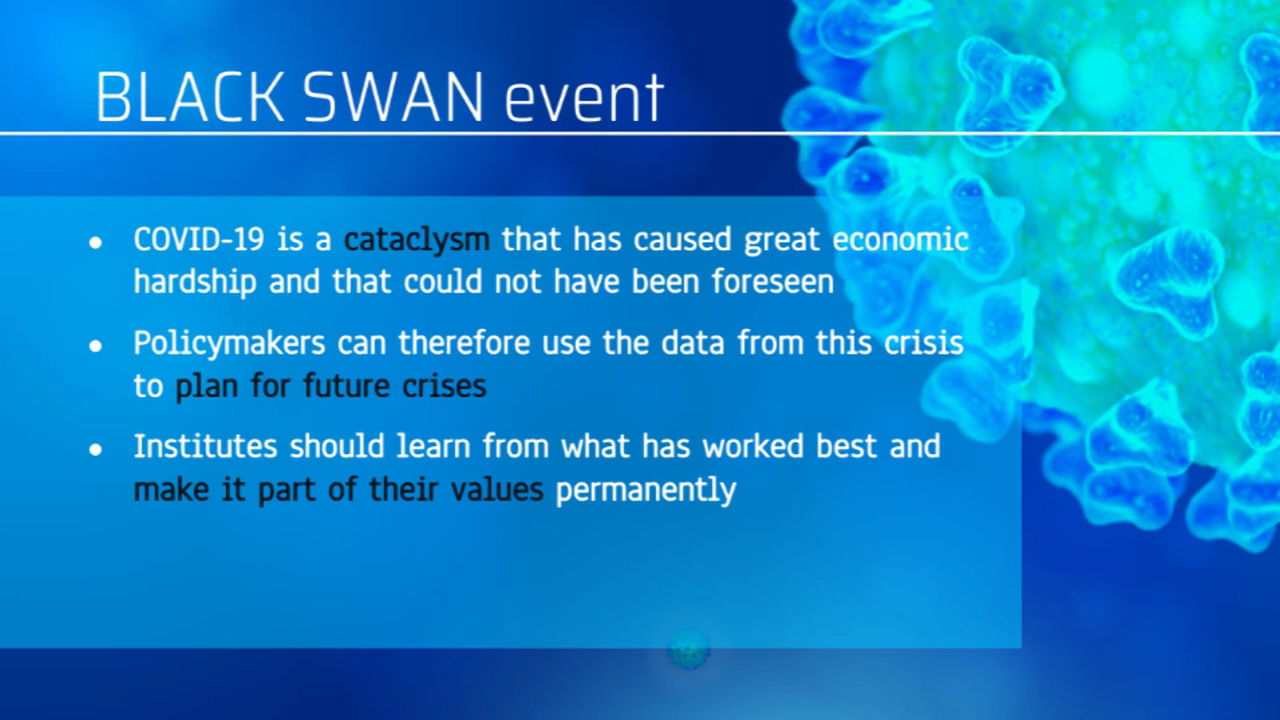 BLACK SWAN event
• COVID-19 is a cataclysm that has caused great economic
hardship and that could not have been foreseen
• Policymakers can therefore use the data from this crisis
to plan for future crises
• Institutes should learn from what has worked best and
make it part of their values permanently